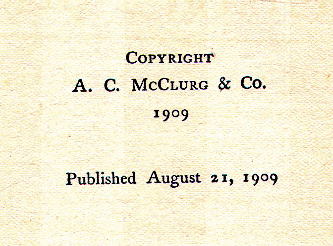 COPYRIGHT
A. C. MCCLURG & CO.
1909
Published August 21, 1909